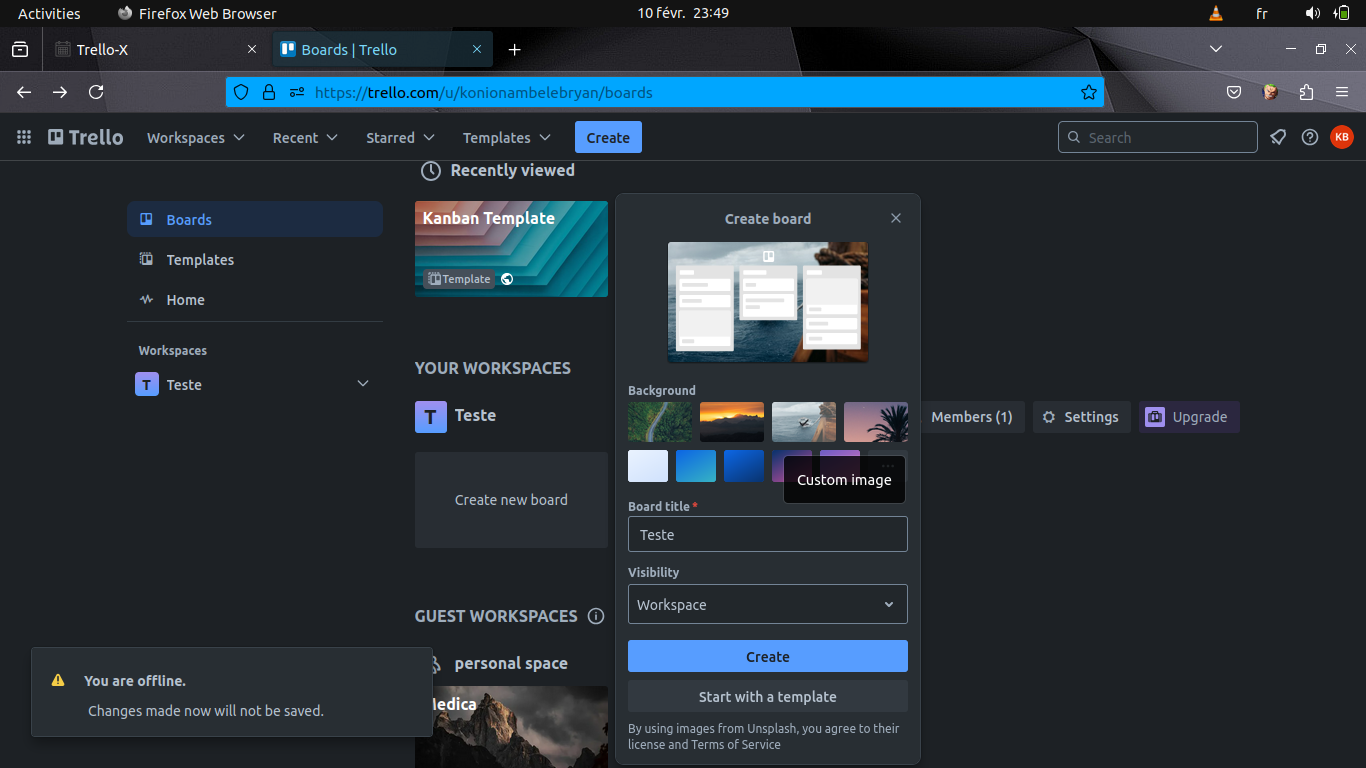 Activities
Firefox Web Browser
10 févr. 23:49
fr
Trello-X
Boards | Trello
https://trello.com/u/konionambelebryan/boards
Trello
Workspaces
Recent
Starred
Templates
Create
Search
KB
Recently viewed
Boards
Templates
Home
Workspaces
T
Teste
Kanban Template
Template
YOUR WORKSPACES
T
Teste
Members (1)
Settings
Upgrade
Create new board
GUEST WORKSPACES
personal space
Create board
Background
Custom image
Board title *
Teste
Visibility
Workspace
Create
Start with a template
By using images from Unsplash, you agree to their
license and Terms of Service
You are offline.
Changes made now will not be saved.